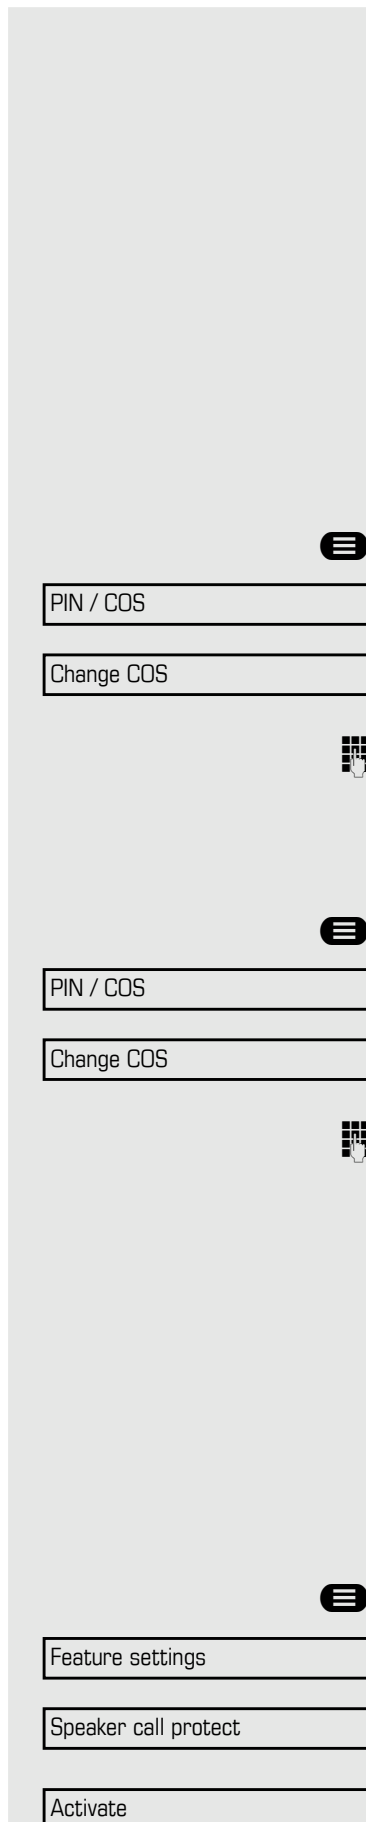 PIN / COS
Change COS
PIN / COS
Change COS
Feature settings
Speaker call protect
Activate